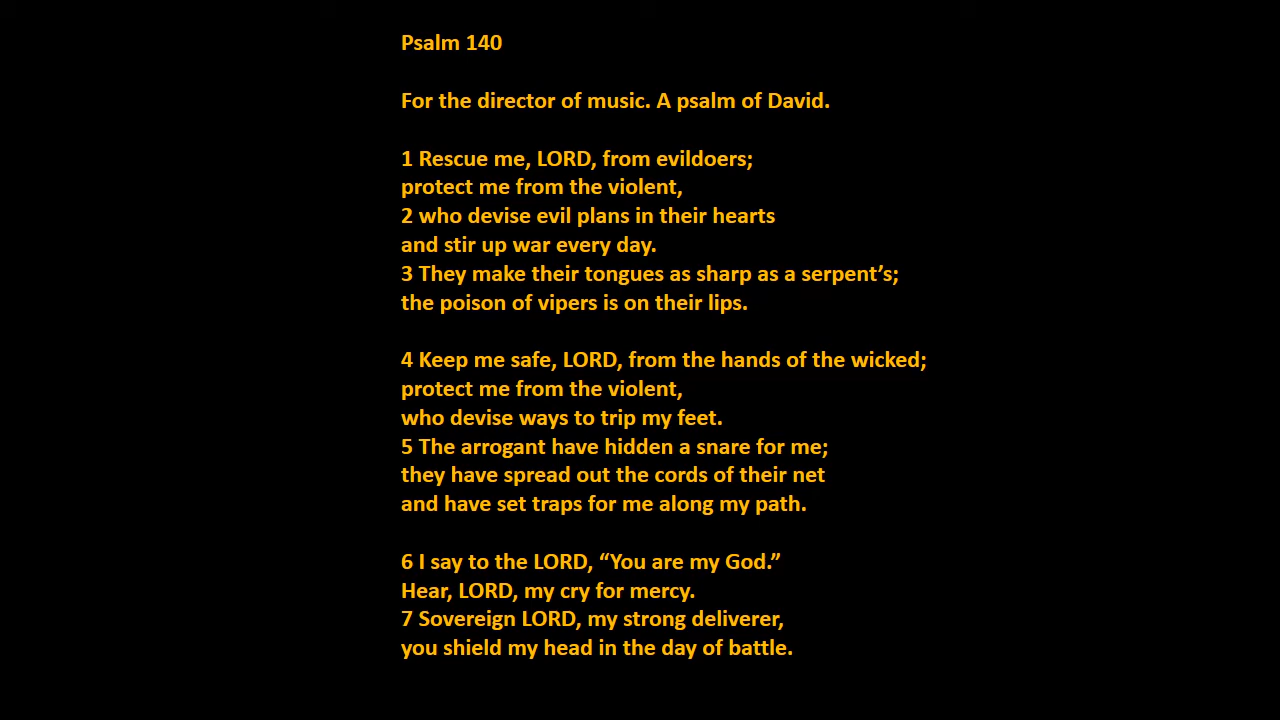 Psalm 140
For the director of music. A psalm of David.
1 Rescue me, LORD, from evildoers;
protect me from the violent,
2 who devise evil plans in their hearts
and stir up war every day.
3 They make their tongues as sharp as a serpent’s;
the poison of vipers is on their lips.
4 Keep me safe, LORD, from the hands of the wicked;
protect me from the violent,
who devise ways to trip my feet.
5 The arrogant have hidden a snare for me;
they have spread out the cords of their net
and have set traps for me along my path.
6 I say to the LORD, “You are my God.”
Hear, LORD, my cry for mercy.
7 Sovereign LORD, my strong deliverer,
you shield my head in the day of battle.